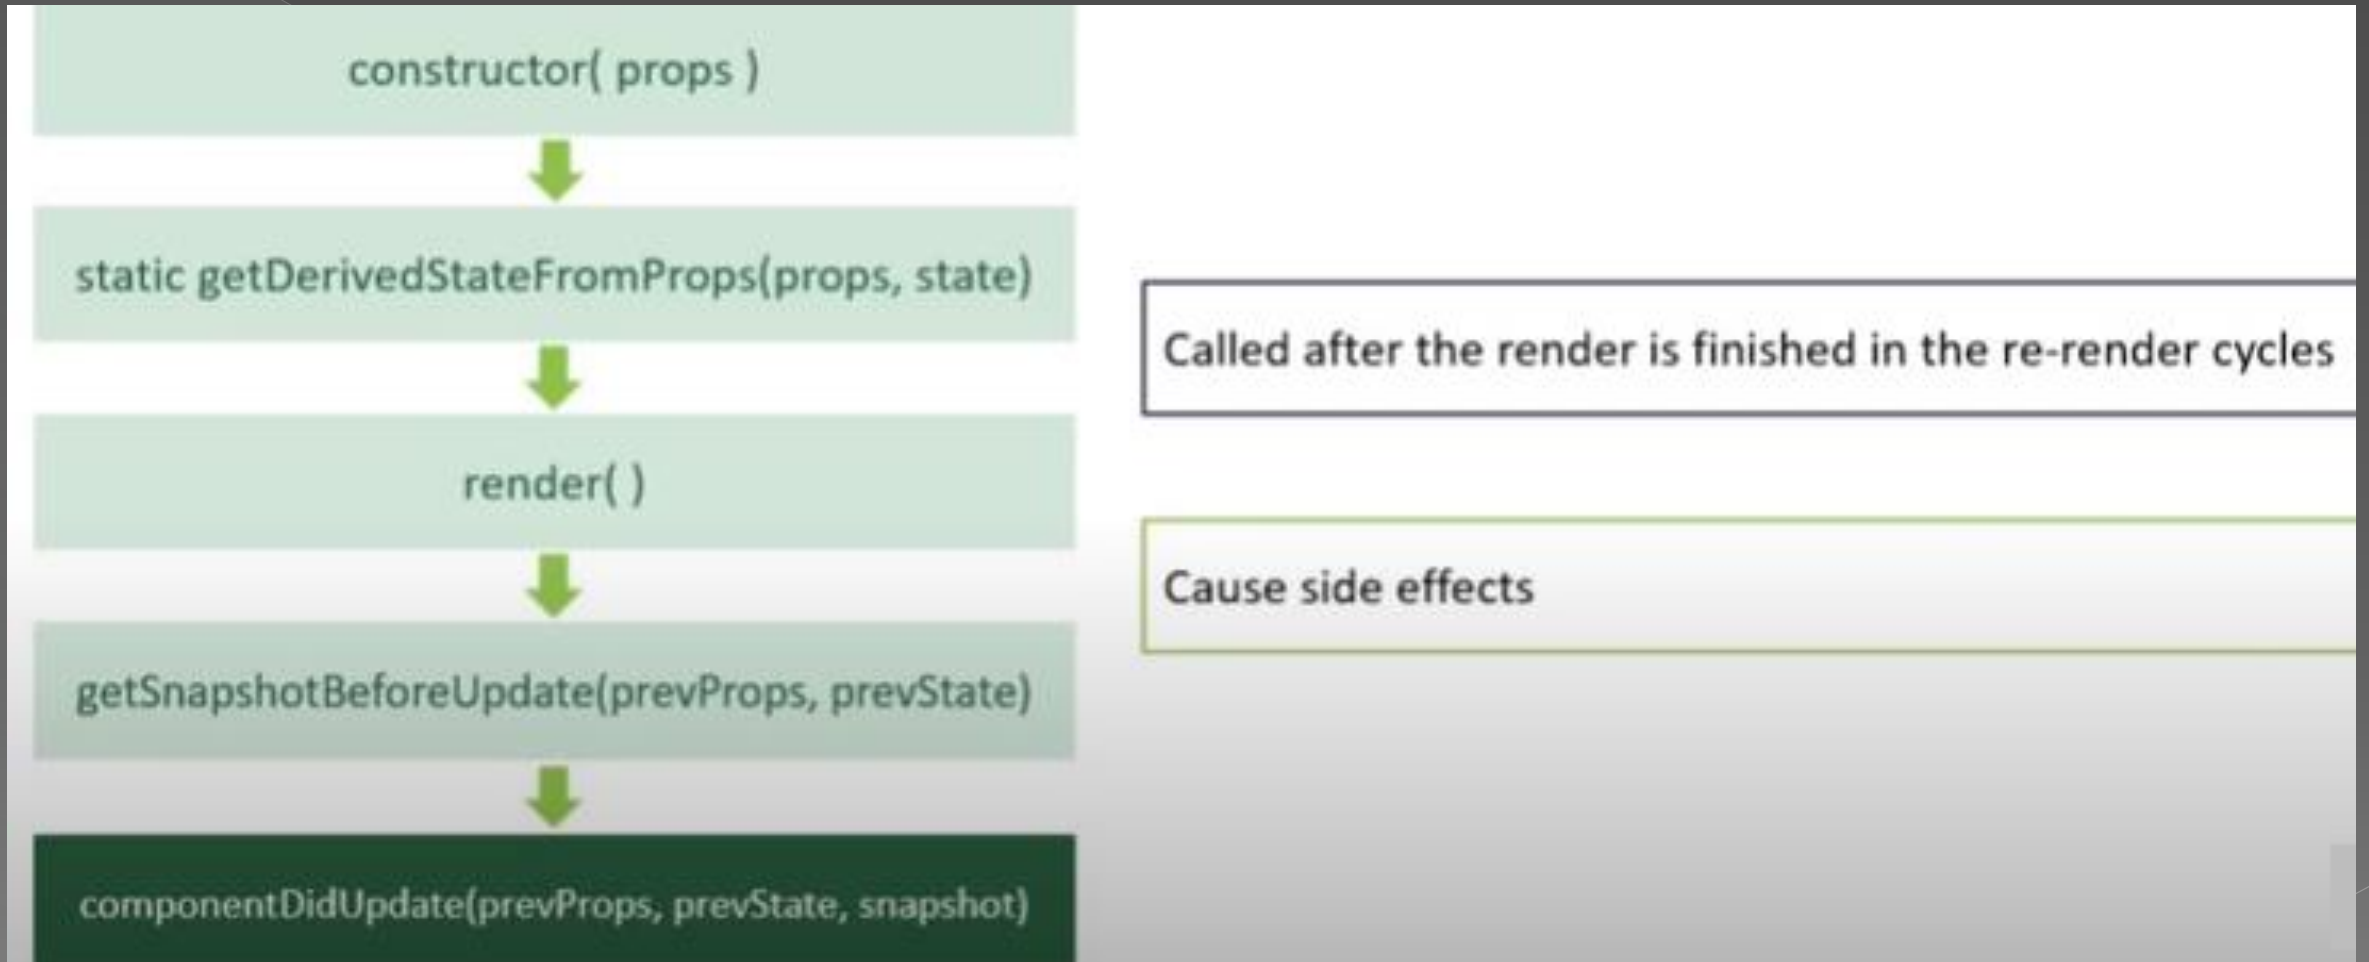 constructor( props )
static getDerivedStateFromProps(props, state)
render( )
getSnapshotBeforeUpdate(prevProps, prevState)
componentDidUpdate(prevProps, prevState, snapshot)
Called after the render is finished in the re-render cycles
Cause side effects